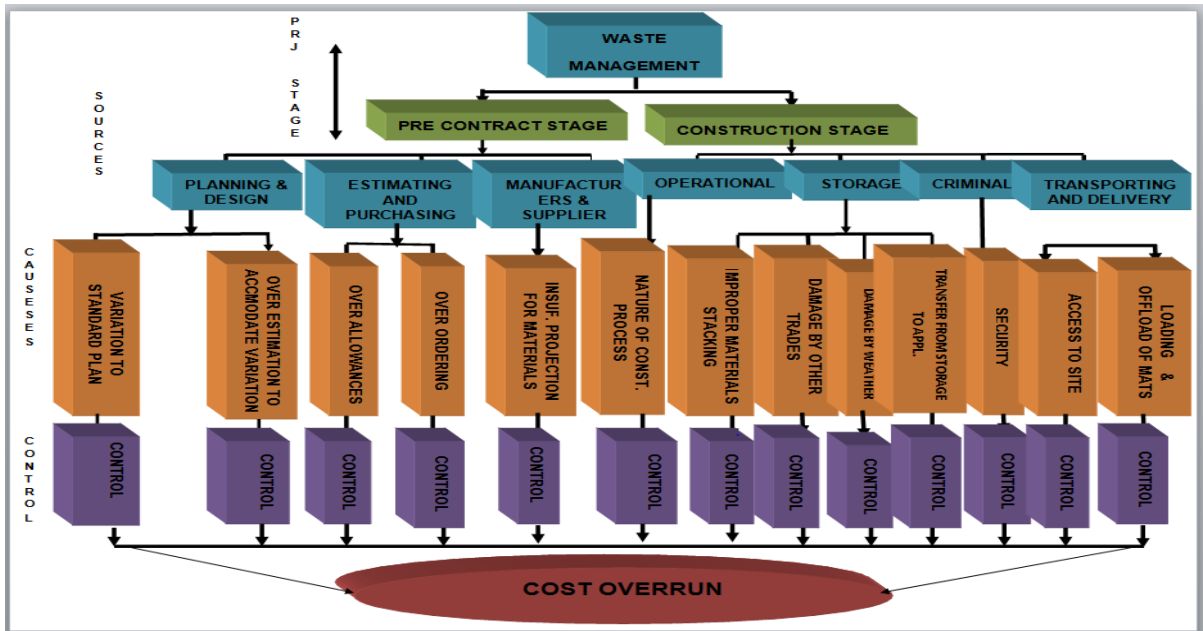 PRJ STAGE
WASTE
MANAGEMENT
SOURCES
PRE CONTRACT STAGE
CONSTRUCTION STAGE
PLANNING &
DESIGN
ESTIMATING
AND
PURCHASING
MANUFACTUR
ERS &
SUPPLIER
OPERATIONAL
STORAGE
CRIMINAL
TRANSPORTING
AND DELIVERY
CAUSESES
VARIATION TO
STANDARD PLAN
OVER ESTIMATION TO
ACCMODATE VARIATION
OVER ALLOWANCES
OVER ORDERING
INSUF. PROJECTION
FOR MATERIALS
NATURE OF CONST.
PROCESS
IMPROPER MATERIALS
STACKING
DAMAGE BY OTHER
TRADES
DAMAGE BY WEATHER
TRANSFER FROM STORAGE
TO APPL.
SECURITY
ACCESS TO SITE
LOADING &
OFFLOAD OF MATS
CONTROL
CONTROL
CONTROL
CONTROL
CONTROL
CONTROL
CONTROL
CONTROL
CONTROL
CONTROL
CONTROL
CONTROL
CONTROL
CONTROL
COST OVERRUN